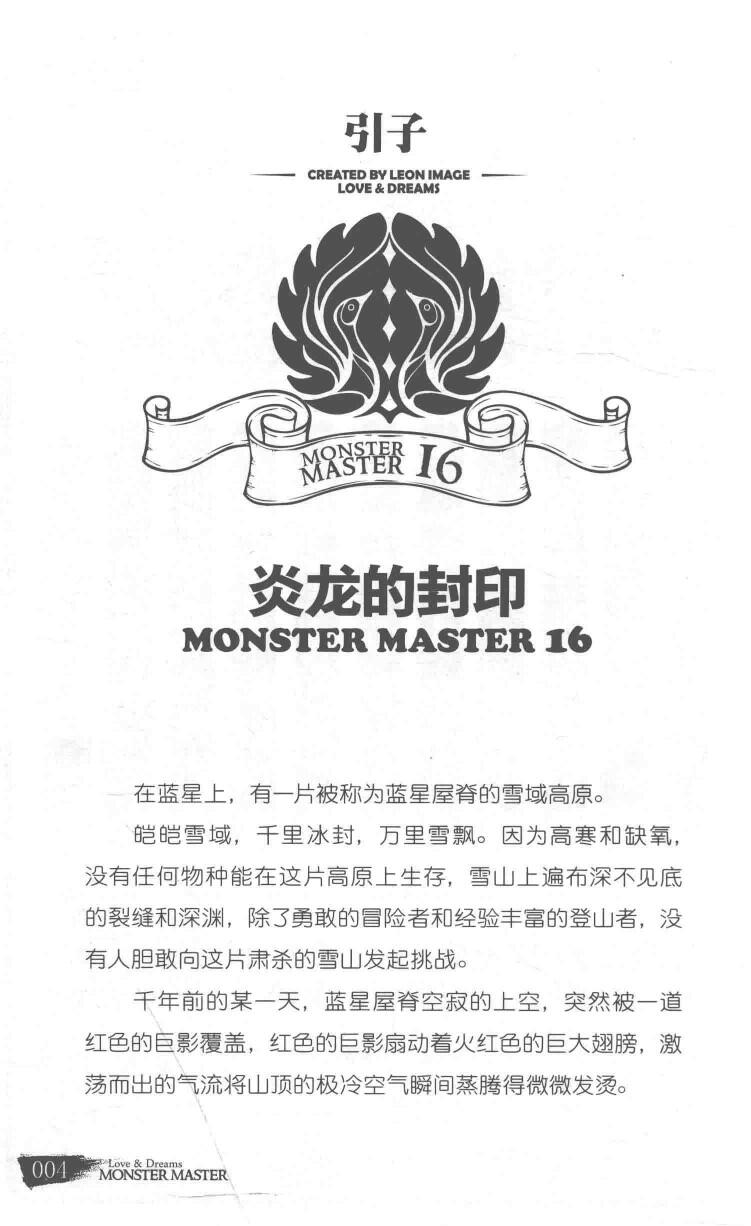 引子
CREATED BY LEON IMAGE
LOVE & DREAMS
MONSTER
MASTER 16
炎龙的封印
MONSTER MASTER 16
在蓝星上，有一片被称为蓝星屋脊的雪域高原。
皑皑雪域，千里冰封，万里雪飘。因为高寒和缺氧，
没有任何物种能在这片高原上生存，雪山上遍布深不见底
的裂缝和深渊，除了勇敢的冒险者和经验丰富的登山者，没
有人胆敢向这片肃杀的雪山发起挑战。
千年前的某一天，蓝星屋脊空寂的上空，突然被一道
红色的巨影覆盖，红色的巨影扇动着火红色的巨大翅膀，激
荡而出的气流将山顶的极冷空气瞬间蒸腾得微微发烫。
004
Love & Dreams
MONSTER MASTER